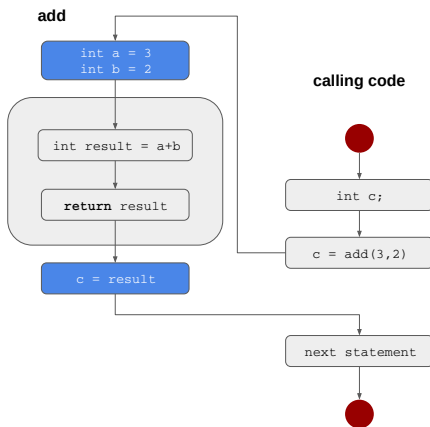 add
int a = 3
int b = 2
int result = a+b
return result
c = result
calling code
int c;
c = add(3,2)
next statement